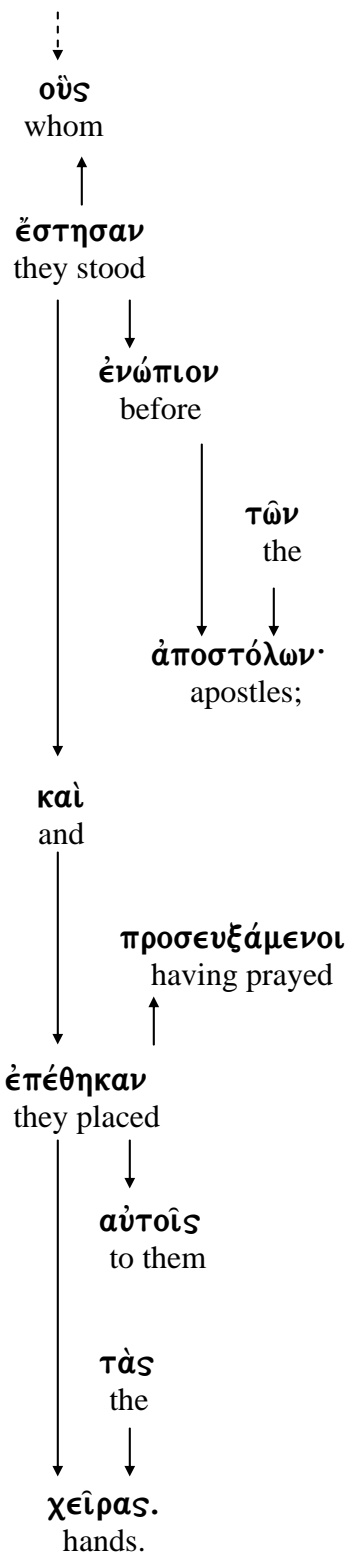 οὓς
whom
ἔστησαν
they stood
ἐνώπιον
before
τῶν
the
ἀποστόλων·
apostles;
καὶ
and
προσευξάμενοι
having prayed
ἐπέθηκαν
they placed
αὐτοῖς
to them
τὰς
the
χεῖρας.
hands.